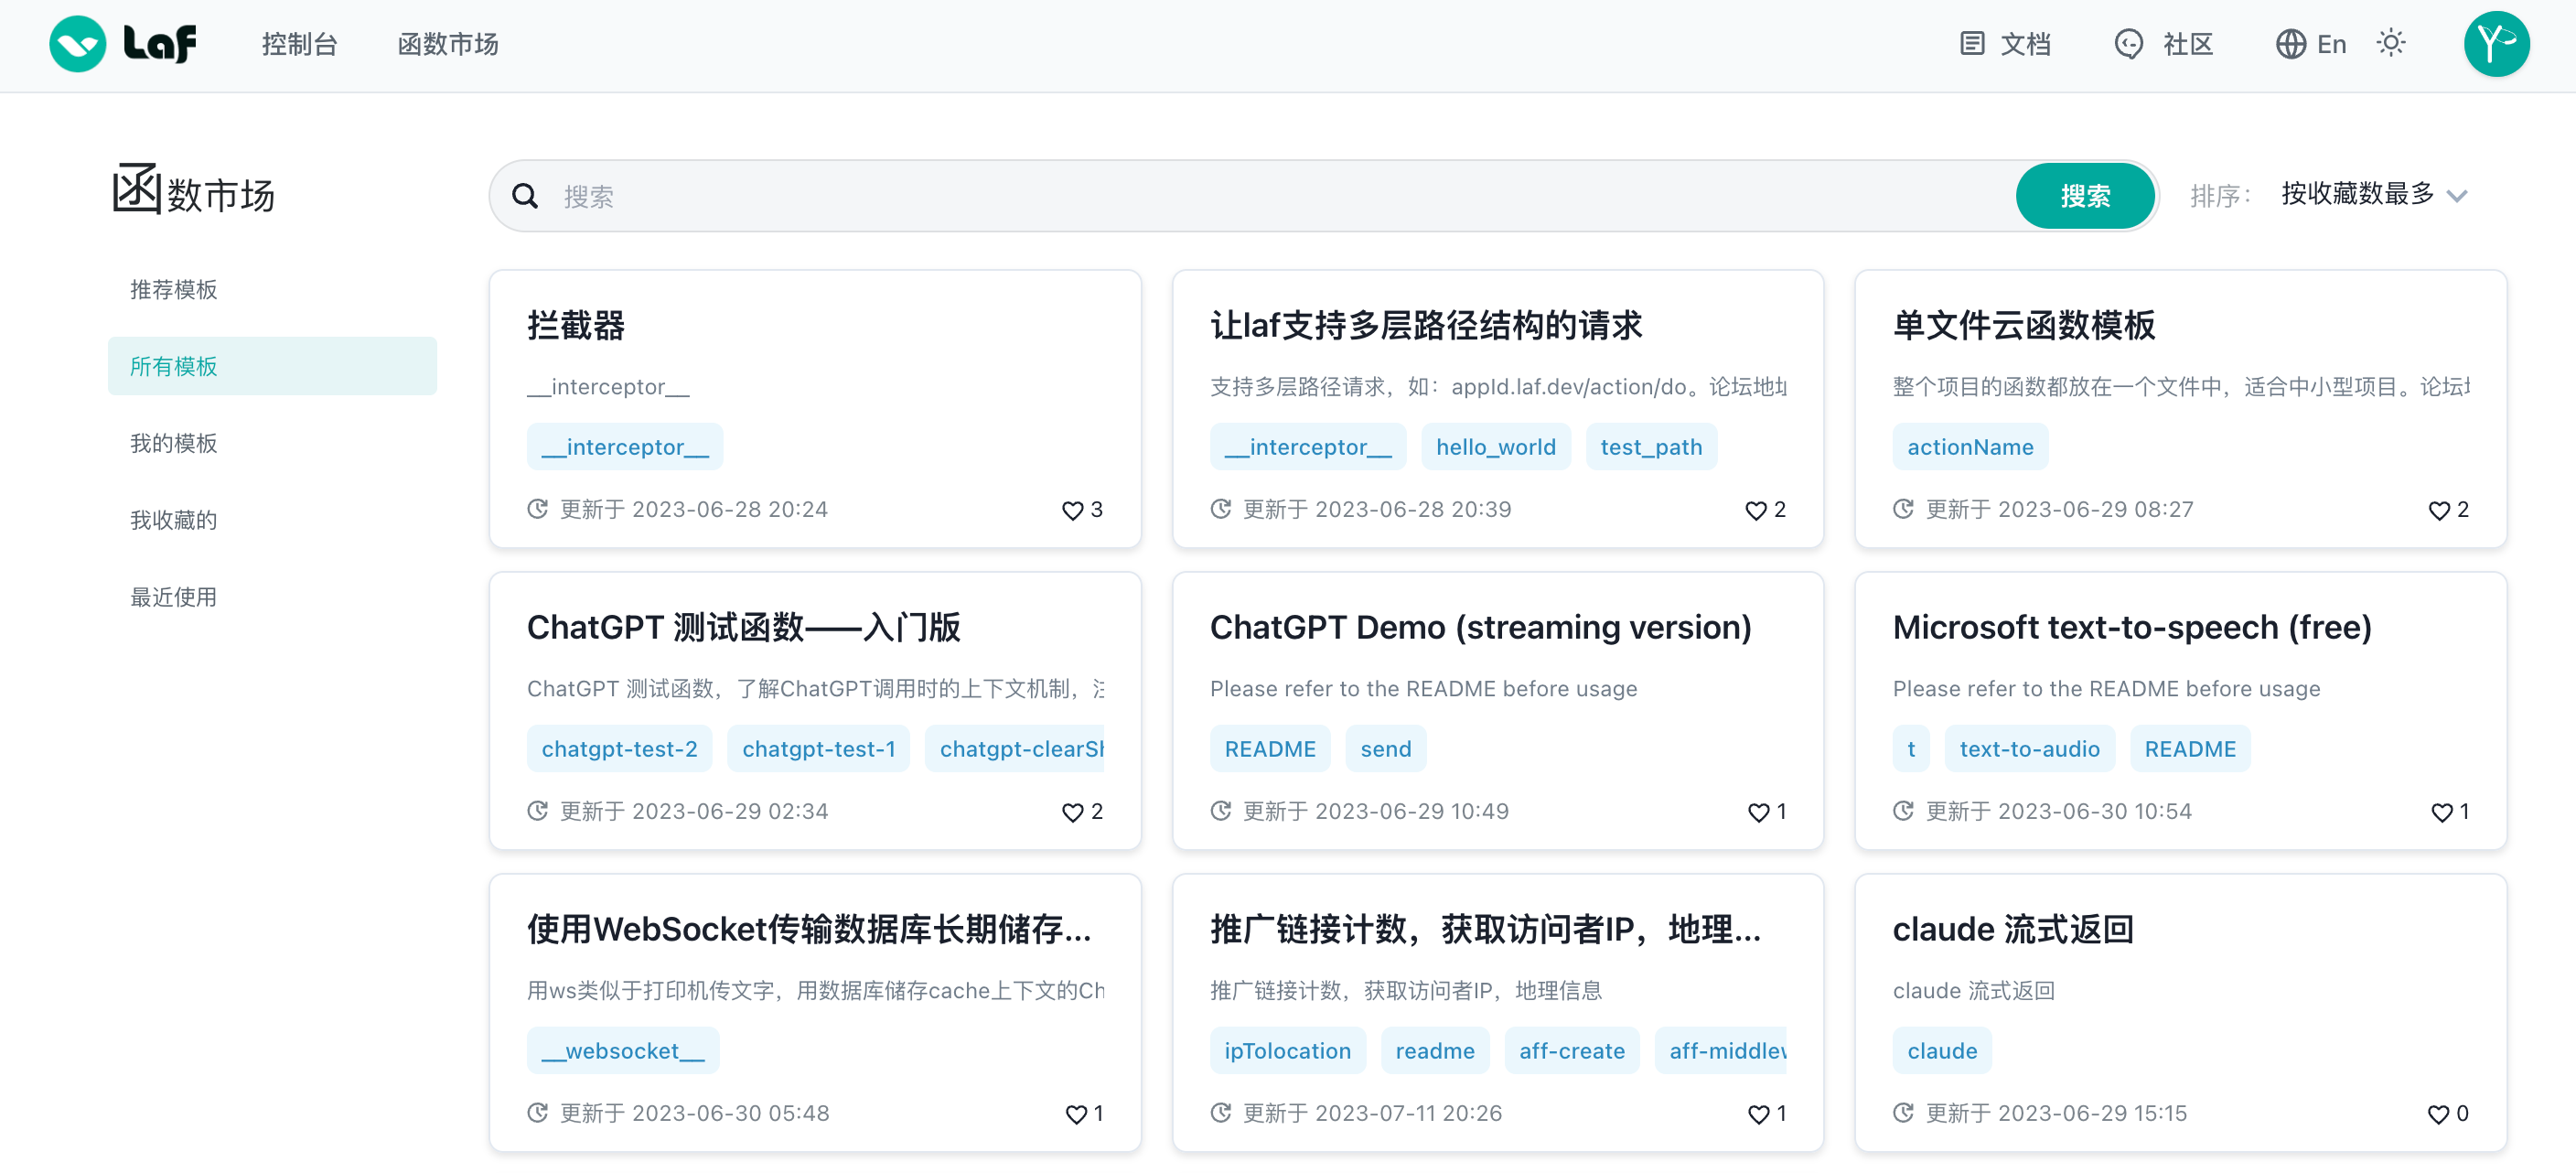 Laf 控制台 函数市场 文档 社区 En
函数市场
搜索 搜索 排序： 按收藏数最多
推荐模板
所有模板
我的模板
我收藏的
最近使用
拦截器
__interceptor__
__interceptor__
更新于 2023-06-28 20:24 3
让laf支持多层路径结构的请求
支持多层路径请求，如：appId.laf.dev/action/do。论坛地
__interceptor__ hello_world test_path
更新于 2023-06-28 20:39 2
单文件云函数模板
整个项目的函数都放在一个文件中，适合中小型项目。论坛
actionName
更新于 2023-06-29 08:27 2
ChatGPT 测试函数——入门版
ChatGPT 测试函数，了解ChatGPT调用时的上下文机制，
chatgpt-test-2 chatgpt-test-1 chatgpt-clearSh
更新于 2023-06-29 02:34 2
ChatGPT Demo (streaming version)
Please refer to the README before usage
README send
更新于 2023-06-29 10:49 1
Microsoft text-to-speech (free)
Please refer to the README before usage
t text-to-audio README
更新于 2023-06-30 10:54 1
使用WebSocket传输数据库长期储存...
用ws类似于打印机传文字，用数据库储存cache上下文的Ch
__websocket__
更新于 2023-06-30 05:48 1
推广链接计数，获取访问者IP，地理...
推广链接计数，获取访问者IP，地理信息
ipTolocation readme aff-create aff-middlew
更新于 2023-07-11 20:26 1
claude 流式返回
claude 流式返回
claude
更新于 2023-06-29 15:15 0